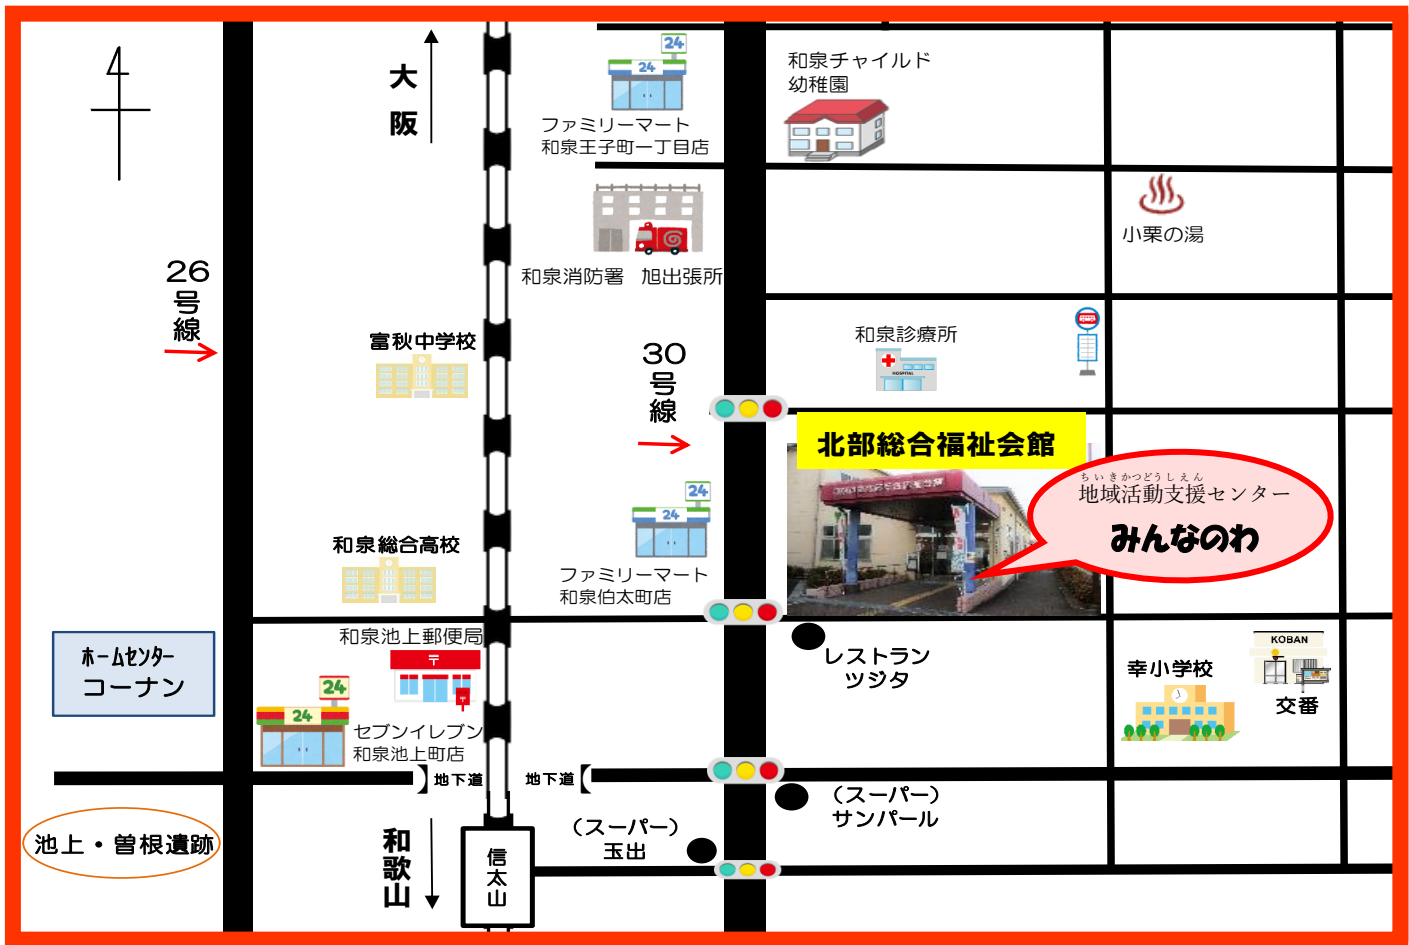 大阪
24
24
ファミリーマート
和泉王子町一丁目店
和泉チャイルド
幼稚園
小栗の湯
和泉消防署 旭出張所
26
号
線
富秋中学校
30
号
線
和泉診療所
HOSPITAL
北部総合福祉会館
ちいきかつどうしえん
地域活動支援センター
みんなのわ
24
24
ファミリーマート
和泉伯太町店
和泉総合高校
和泉池上郵便局
〒
〒
ホームセンター
コーナン
24
24
セブンイレブン
和泉池上町店
レストラン
ツジタ
幸小学校
KOBAN
交番
地下道
地下道
(スーパー)
サンパール
(スーパー)
玉出
池上・曽根遺跡
和歌山
信太山